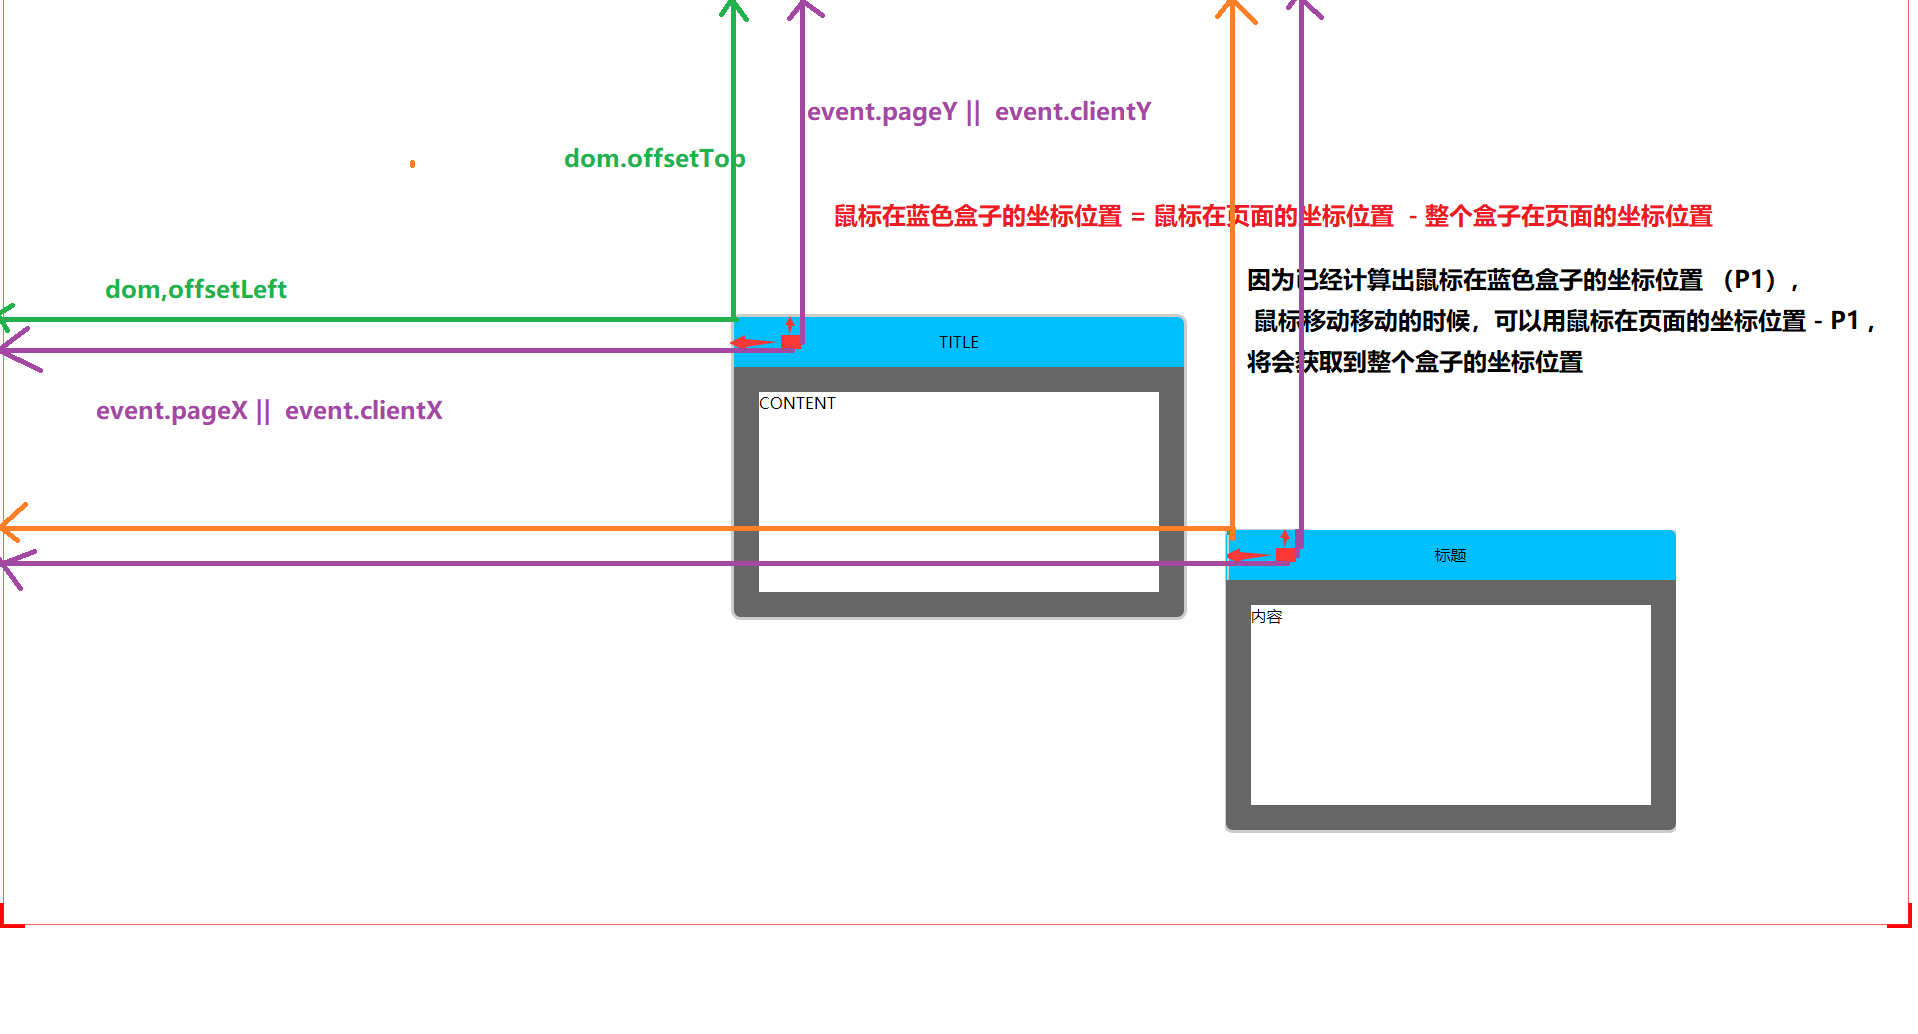 event.pageY ||  event.clientY
dom.offsetTop
鼠标在蓝色盒子的坐标位置 = 鼠标在页面的坐标位置  - 整个盒子在页面的坐标位置
因为已经计算出鼠标在蓝色盒子的坐标位置 （P1），
鼠标移动移动的时候，可以用鼠标在页面的坐标位置 - P1 ，
将会获取到整个盒子的坐标位置
dom,offsetLeft
TITLE
CONTENT
event.pageX ||  event.clientX
标题
内容